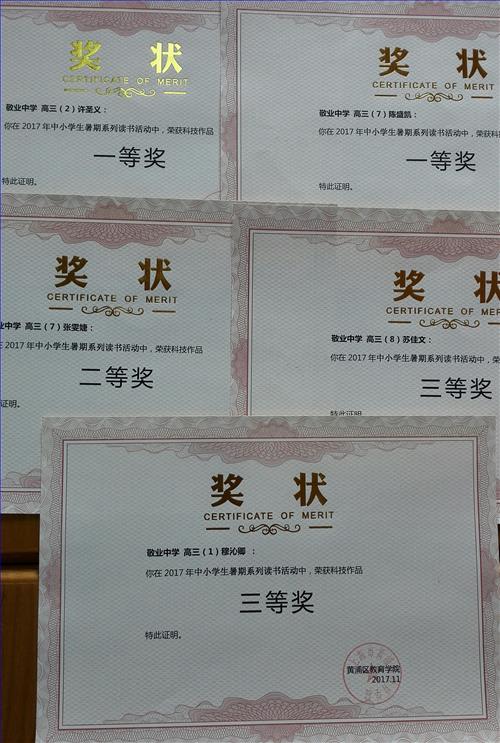 奖 状
CERTIFICATE OF MERIT
敬业中学 高三（2）许圣义：
你在 2017 年中小学生暑期系列读书活动中，荣获科技作品
一等奖
特此证明。
奖 状
CERTIFICATE OF MERIT
敬业中学 高三（7）陈盛凯：
你在 2017 年中小学生暑期系列读书活动中，荣获科技
一等奖
特此证明。
奖 状
CERTIFICATE OF MERIT
业中学 高三（7）张雯婕：
2017 年中小学生暑期系列读书活动中，荣获科技作品
二等奖
证明。
奖 状
CERTIFICATE OF MER
敬业中学 高三（8）苏佳文：
你在 2017 年中小学生暑期系列读书活动中，荣获
三等奖
特此证明
奖 状
CERTIFICATE OF MERIT
敬业中学 高三（1）穆沁卿 ：
你在 2017 年中小学生暑期系列读书活动中，荣获科技作品
三等奖
特此证明。
黄浦区教育学院
2017.11